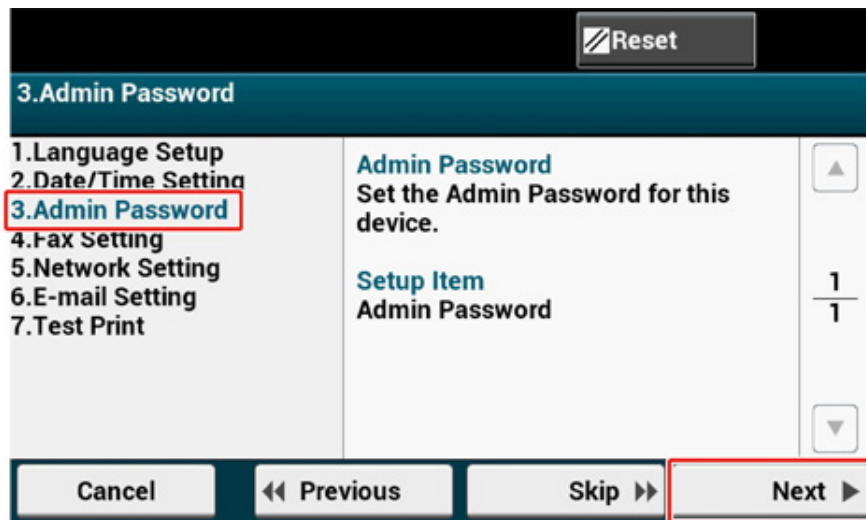 Reset
3.Admin Password
1.Language Setup
2.Date/Time Setting
3.Admin Password
4.Fax Setting
5.Network Setting
6.E-mail Setting
7.Test Print
Admin Password
Set the Admin Password for this
device.
Setup Item
Admin Password
1
1
Cancel
Previous
Skip
Next